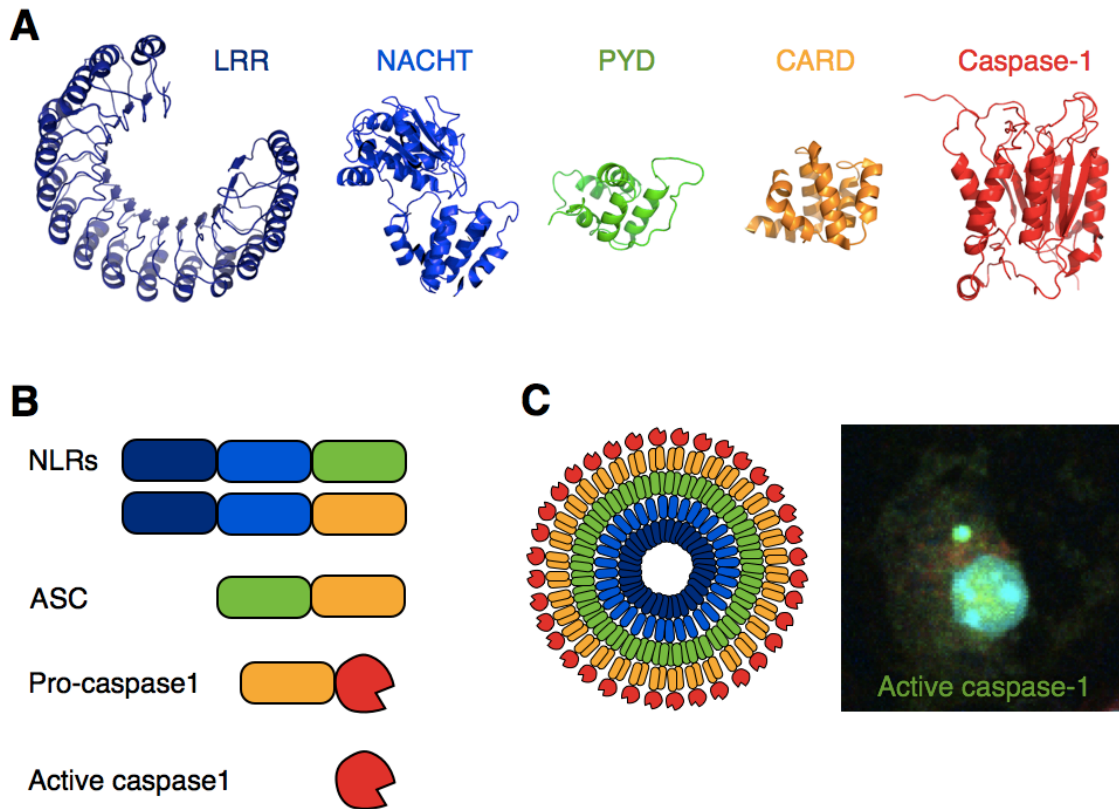 A
LRR NACHT PYD CARD Caspase-1
B
NLRs
ASC
Pro-caspase1
Active caspase1
C
Active caspase-1